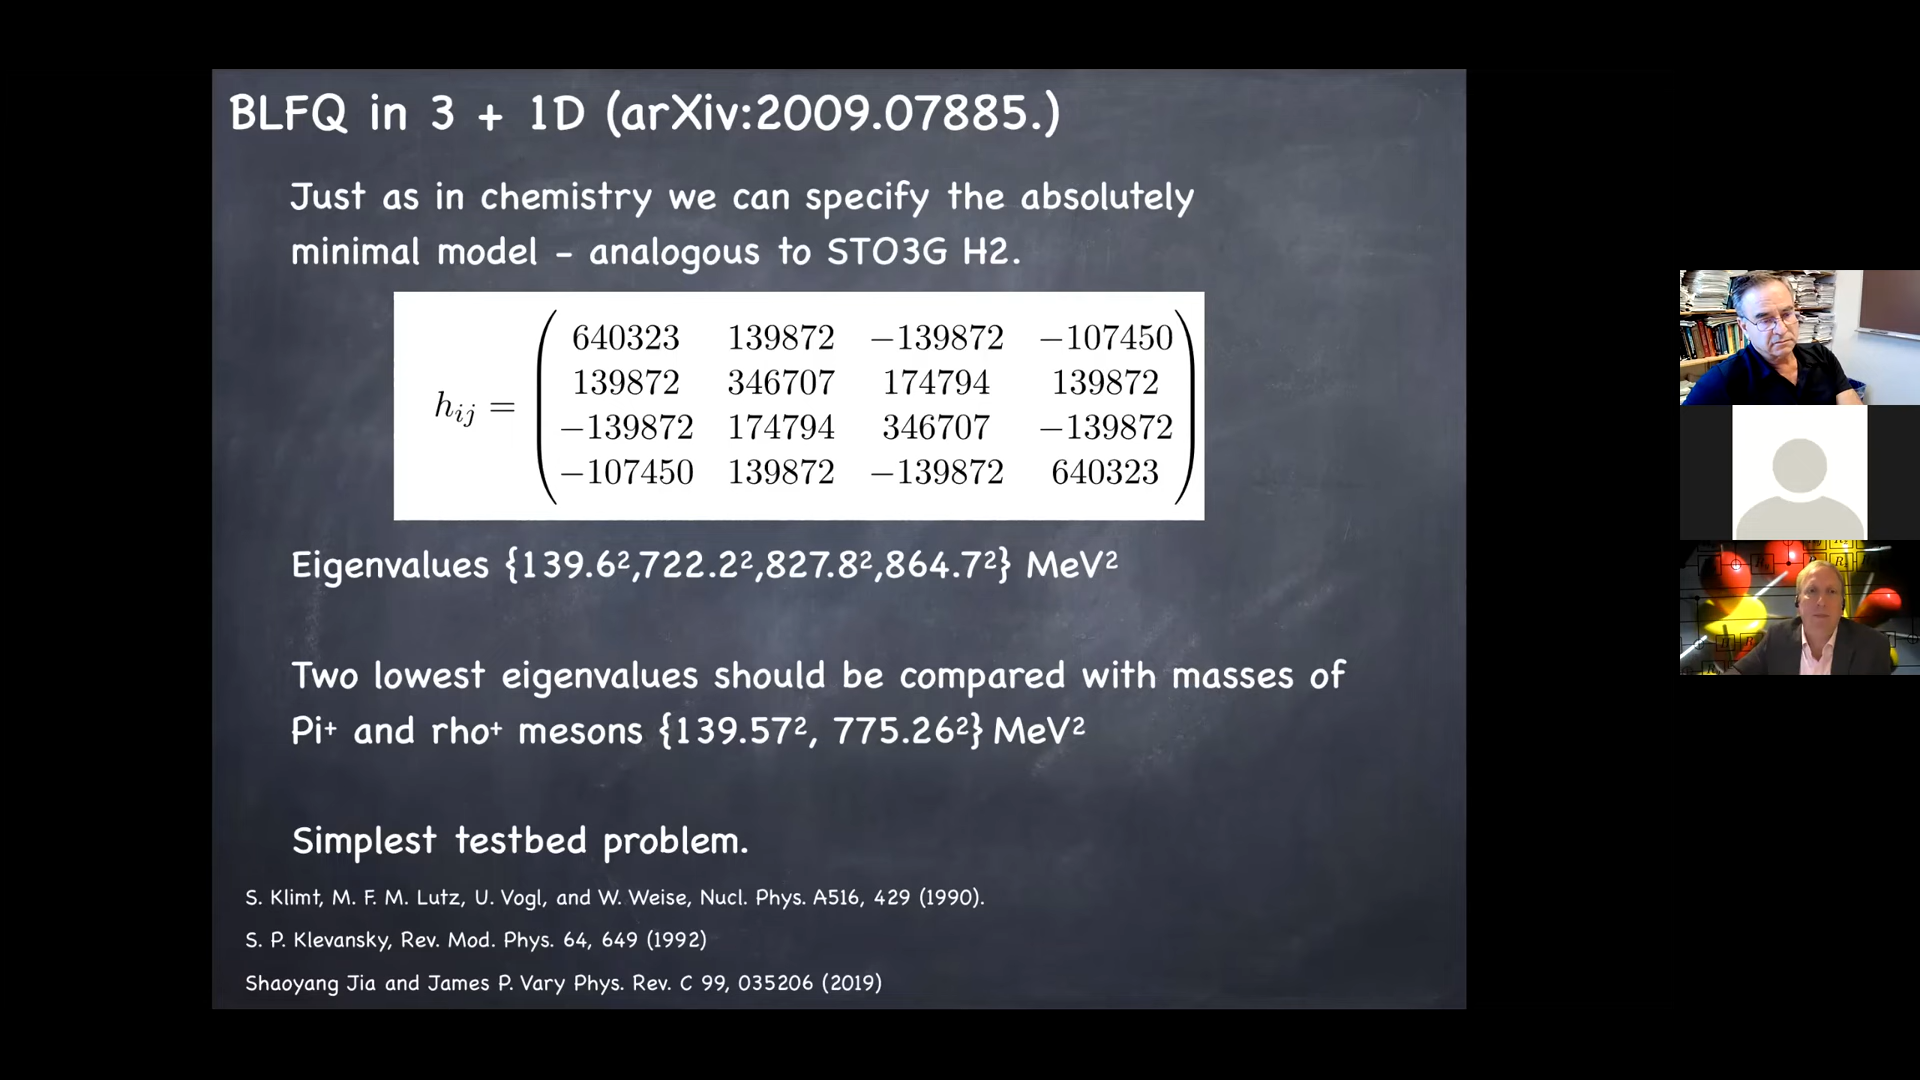 BLFQ in 3 + 1D (arXiv:2009.07885.)
Just as in chemistry we can specify the absolutely
minimal model – analogous to STO3G H2.
h_{ij} =
640323 139872 −139872 −107450
139872 346707 174794 139872
−139872 174794 346707 −139872
−107450 139872 −139872 640323
Eigenvalues {139.6²,722.2²,827.8²,864.7²} MeV²
Two lowest eigenvalues should be compared with masses of
Pi⁺ and rho⁺ mesons {139.57², 775.26²} MeV²
Simplest testbed problem.
S. Klimt, M. F. M. Lutz, U. Vogl, and W. Weise, Nucl. Phys. A516, 429 (1990).
S. P. Klevansky, Rev. Mod. Phys. 64, 649 (1992)
Shaoyang Jia and James P. Vary Phys. Rev. C 99, 035206 (2019)